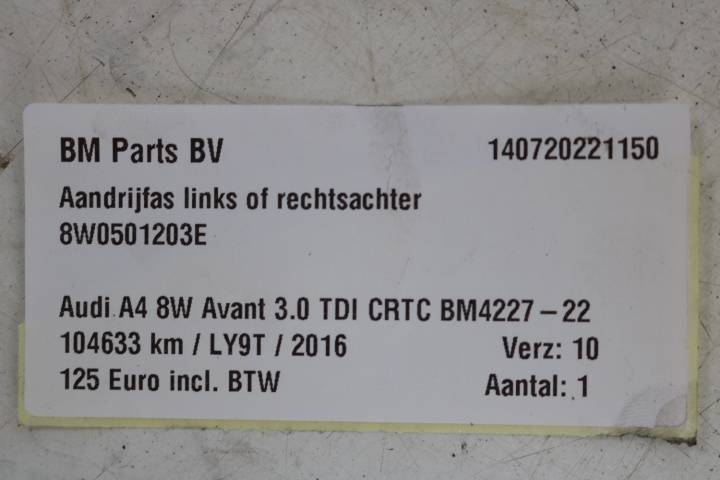 BM Parts BV 140720221150
Aandrijfas links of rechtsachter
8W0501203E
Audi A4 8W Avant 3.0 TDI CRTC BM4227 – 22
104633 km / LY9T / 2016 Verz: 10
125 Euro incl. BTW Aantal: 1